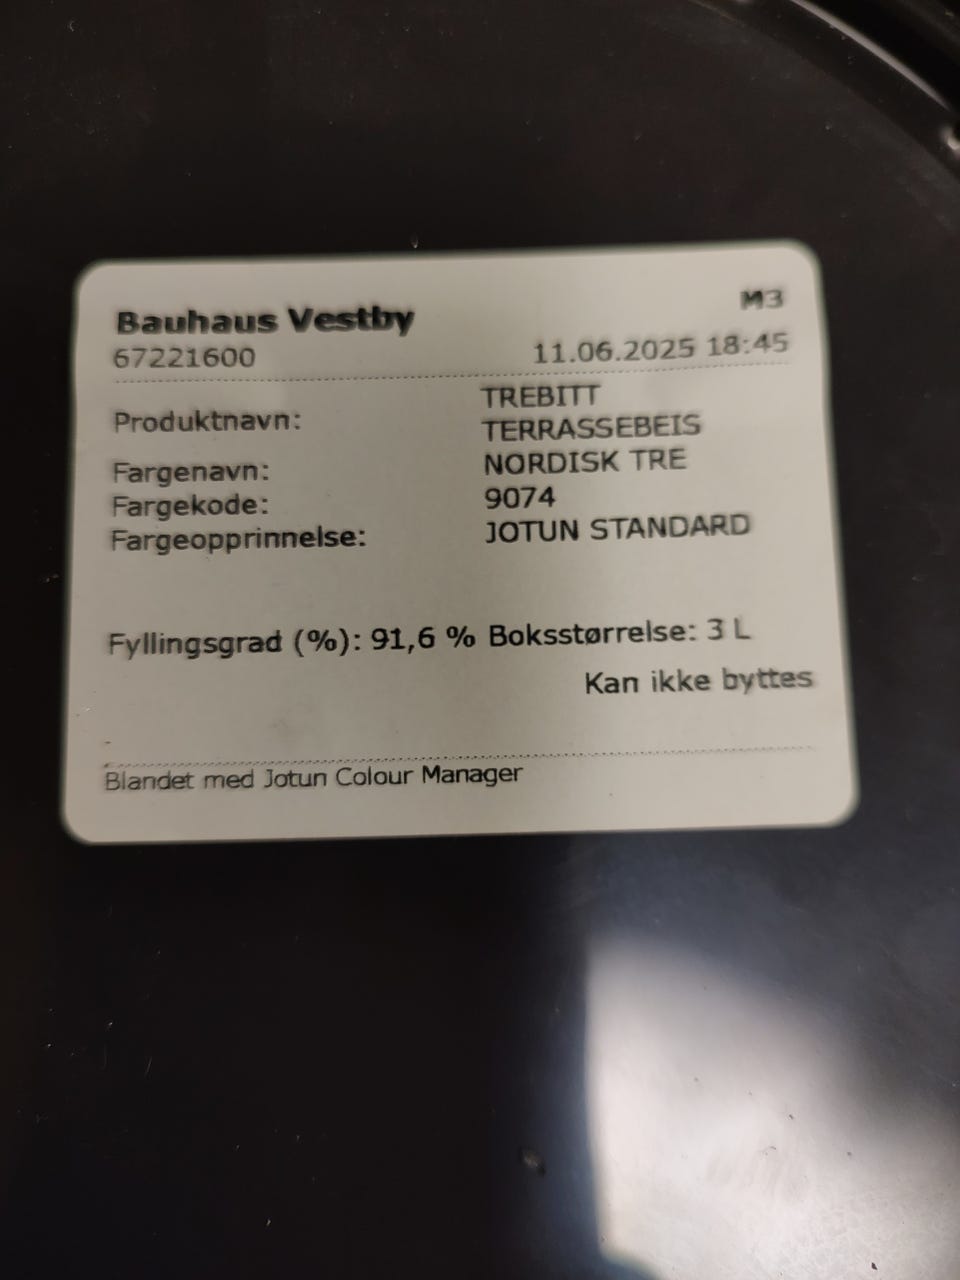 Bauhaus Vestby
M3
67221600
11.06.2025 18:45
Produktnavn:
TREBITT
TERRASSEBEIS
Fargenavn:
NORDISK TRE
Fargekode:
9074
Fargeopprinnelse:
JOTUN STANDARD
Fyllingsgrad (%): 91,6 % Boksstørrelse: 3 L
Kan ikke byttes
Blandet med Jotun Colour Manager